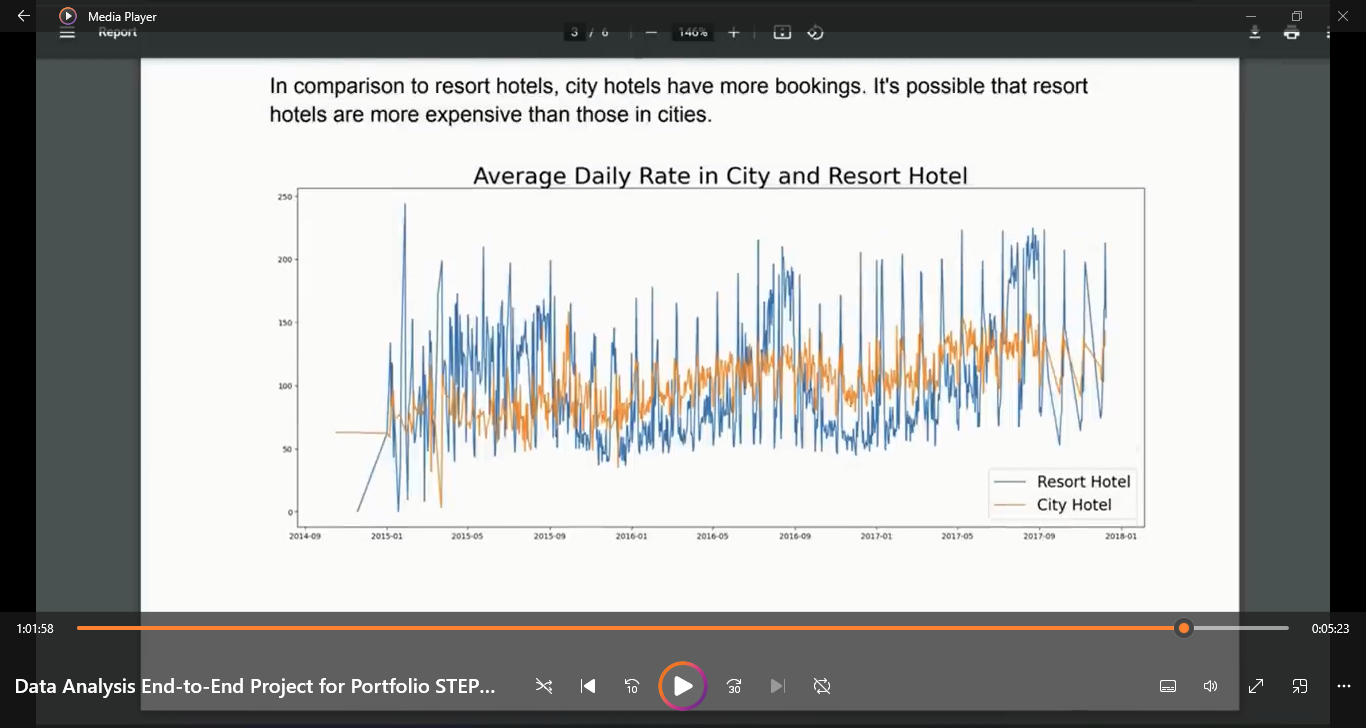 Media Player
Report
3 / 6
146%
In comparison to resort hotels, city hotels have more bookings. It's possible that resort
hotels are more expensive than those in cities.
Average Daily Rate in City and Resort Hotel
250
200
150
100
50
0
Resort Hotel
City Hotel
2014-09 2015-01 2015-05 2015-09 2016-01 2016-05 2016-09 2017-01 2017-05 2017-09 2018-01
1:01:58
0:05:23
Data Analysis End-to-End Project for Portfolio STEP...
10
30